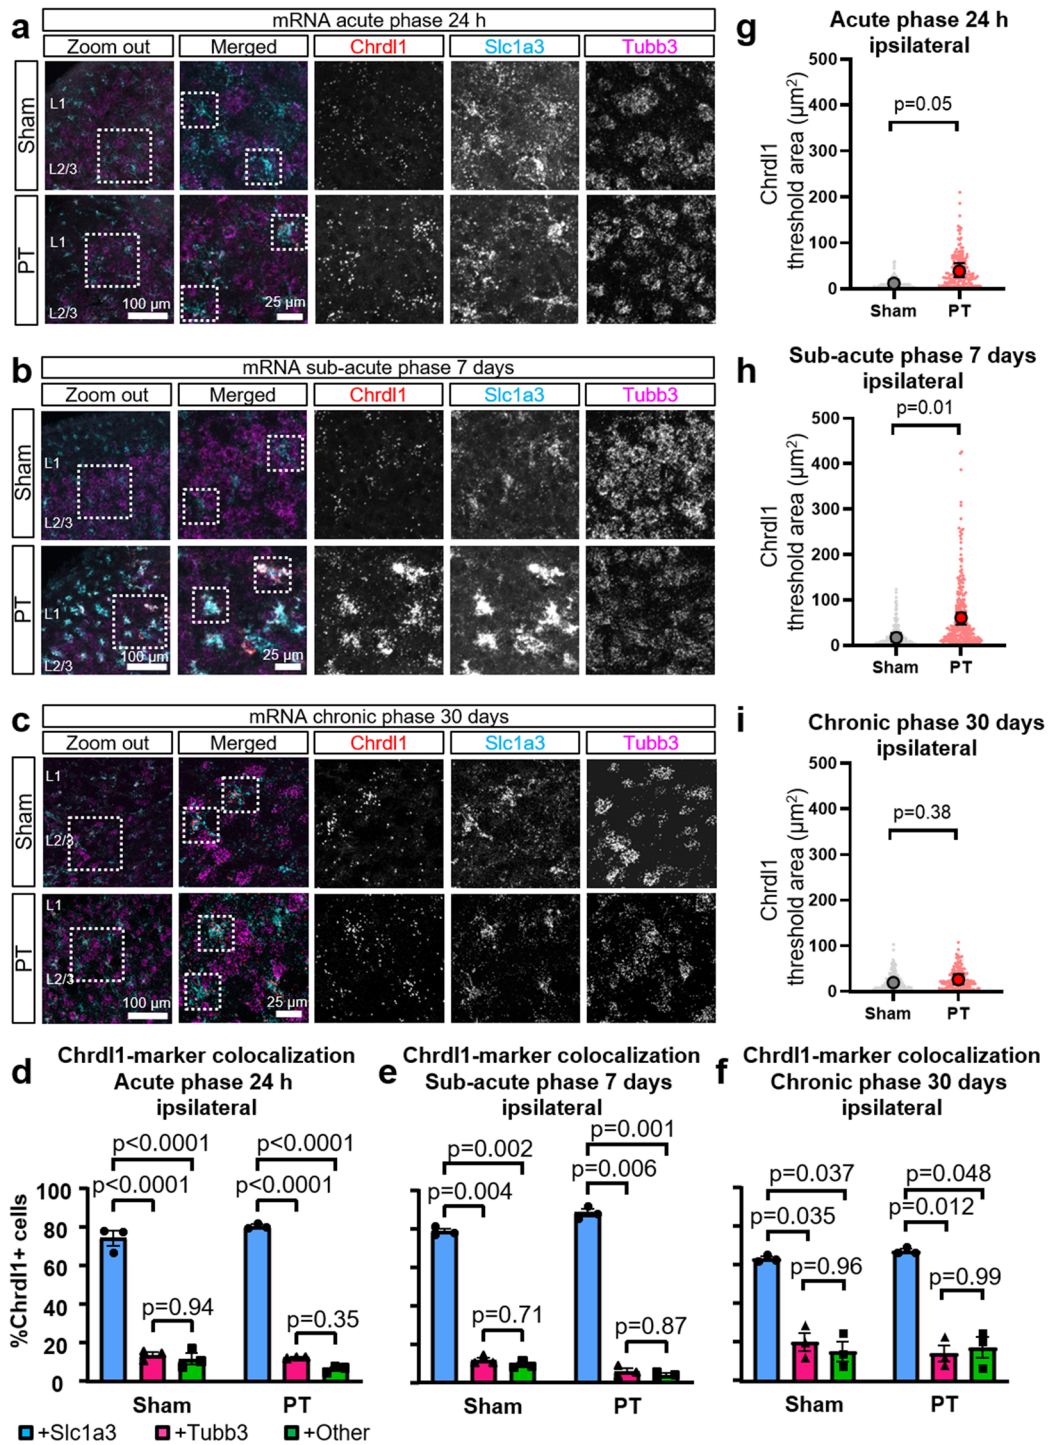 a
mRNA acute phase 24 h
Zoom out Merged Chrdl1 Slc1a3 Tubb3
Sham
L1
L2/3
PT
L1
L2/3
100 µm
25 µm
b
mRNA sub-acute phase 7 days
Zoom out Merged Chrdl1 Slc1a3 Tubb3
Sham
L1
L2/3
PT
L1
L2/3
100 µm
25 µm
c
mRNA chronic phase 30 days
Zoom out Merged Chrdl1 Slc1a3 Tubb3
Sham
L1
L2/3
PT
L1
L2/3
100 µm
25 µm
g
Acute phase 24 h
ipsilateral
Chrdl1
threshold area (µm²)
500
400
300
200
100
0
p=0.05
Sham PT
h
Sub-acute phase 7 days
ipsilateral
Chrdl1
threshold area (µm²)
500
400
300
200
100
0
p=0.01
Sham PT
i
Chronic phase 30 days
ipsilateral
Chrdl1
threshold area (µm²)
500
400
300
200
100
0
p=0.38
Sham PT
d
Chrdl1-marker colocalization
Acute phase 24 h
ipsilateral
%Chrdl1+ cells
100
80
60
40
20
0
p<0.0001 p<0.0001
p<0.0001 p<0.0001
p=0.94 p=0.35
Sham PT
e
Chrdl1-marker colocalization
Sub-acute phase 7 days
ipsilateral
p=0.002 p=0.001
p=0.004 p=0.006
p=0.71 p=0.87
Sham PT
f
Chrdl1-marker colocalization
Chronic phase 30 days
ipsilateral
p=0.037 p=0.048
p=0.035 p=0.012
p=0.96 p=0.99
Sham PT
+Slc1a3 +Tubb3 +Other